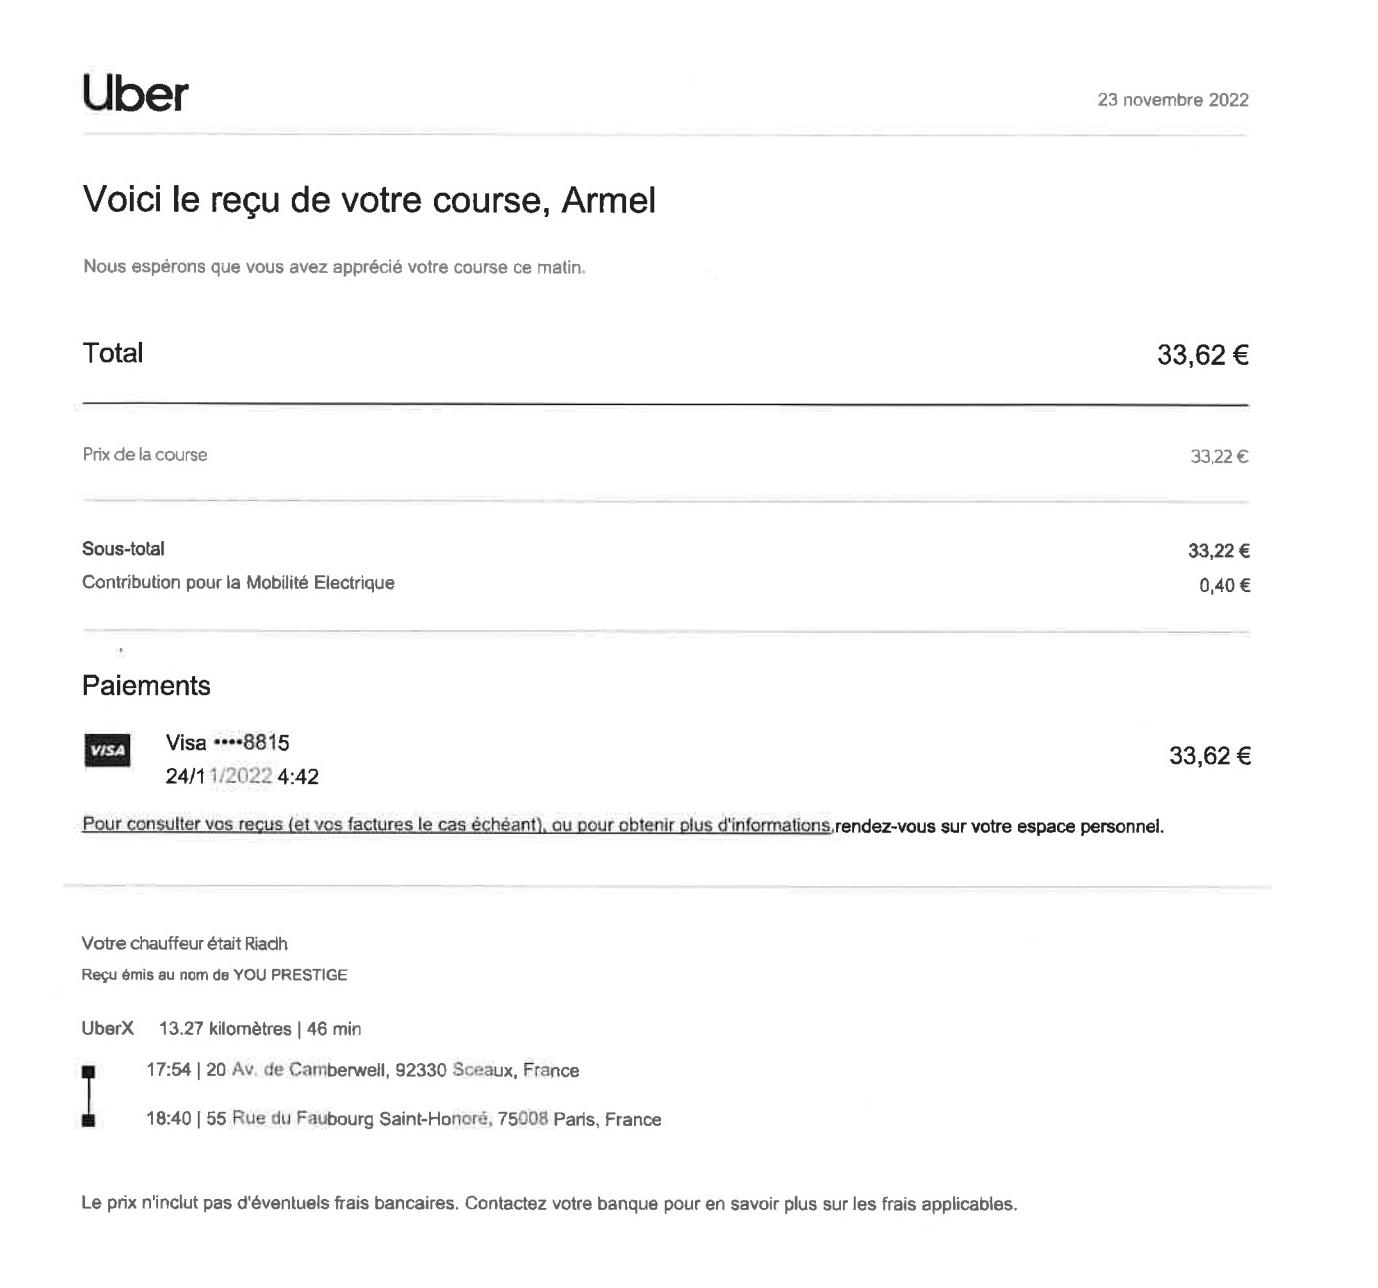 Uber
23 novembre 2022
Voici le reçu de votre course, Armel
Nous espérons que vous avez apprécié votre course ce matin.
Total 33,62 €
Prix de la course 33,22 €
Sous-total 33,22 €
Contribution pour la Mobilité Electrique 0,40 €
Paiements
VISA Visa ••••8815 33,62 €
24/11/2022 4:42
Pour consulter vos reçus (et vos factures le cas échéant), ou pour obtenir plus d'informations,rendez-vous sur votre espace personnel.
Votre chauffeur était Riadh
Reçu émis au nom de YOU PRESTIGE
UberX 13.27 kilomètres | 46 min
17:54 | 20 Av. de Camberwell, 92330 Sceaux, France
18:40 | 55 Rue du Faubourg Saint-Honoré, 75008 Paris, France
Le prix n'inclut pas d'éventuels frais bancaires. Contactez votre banque pour en savoir plus sur les frais applicables.